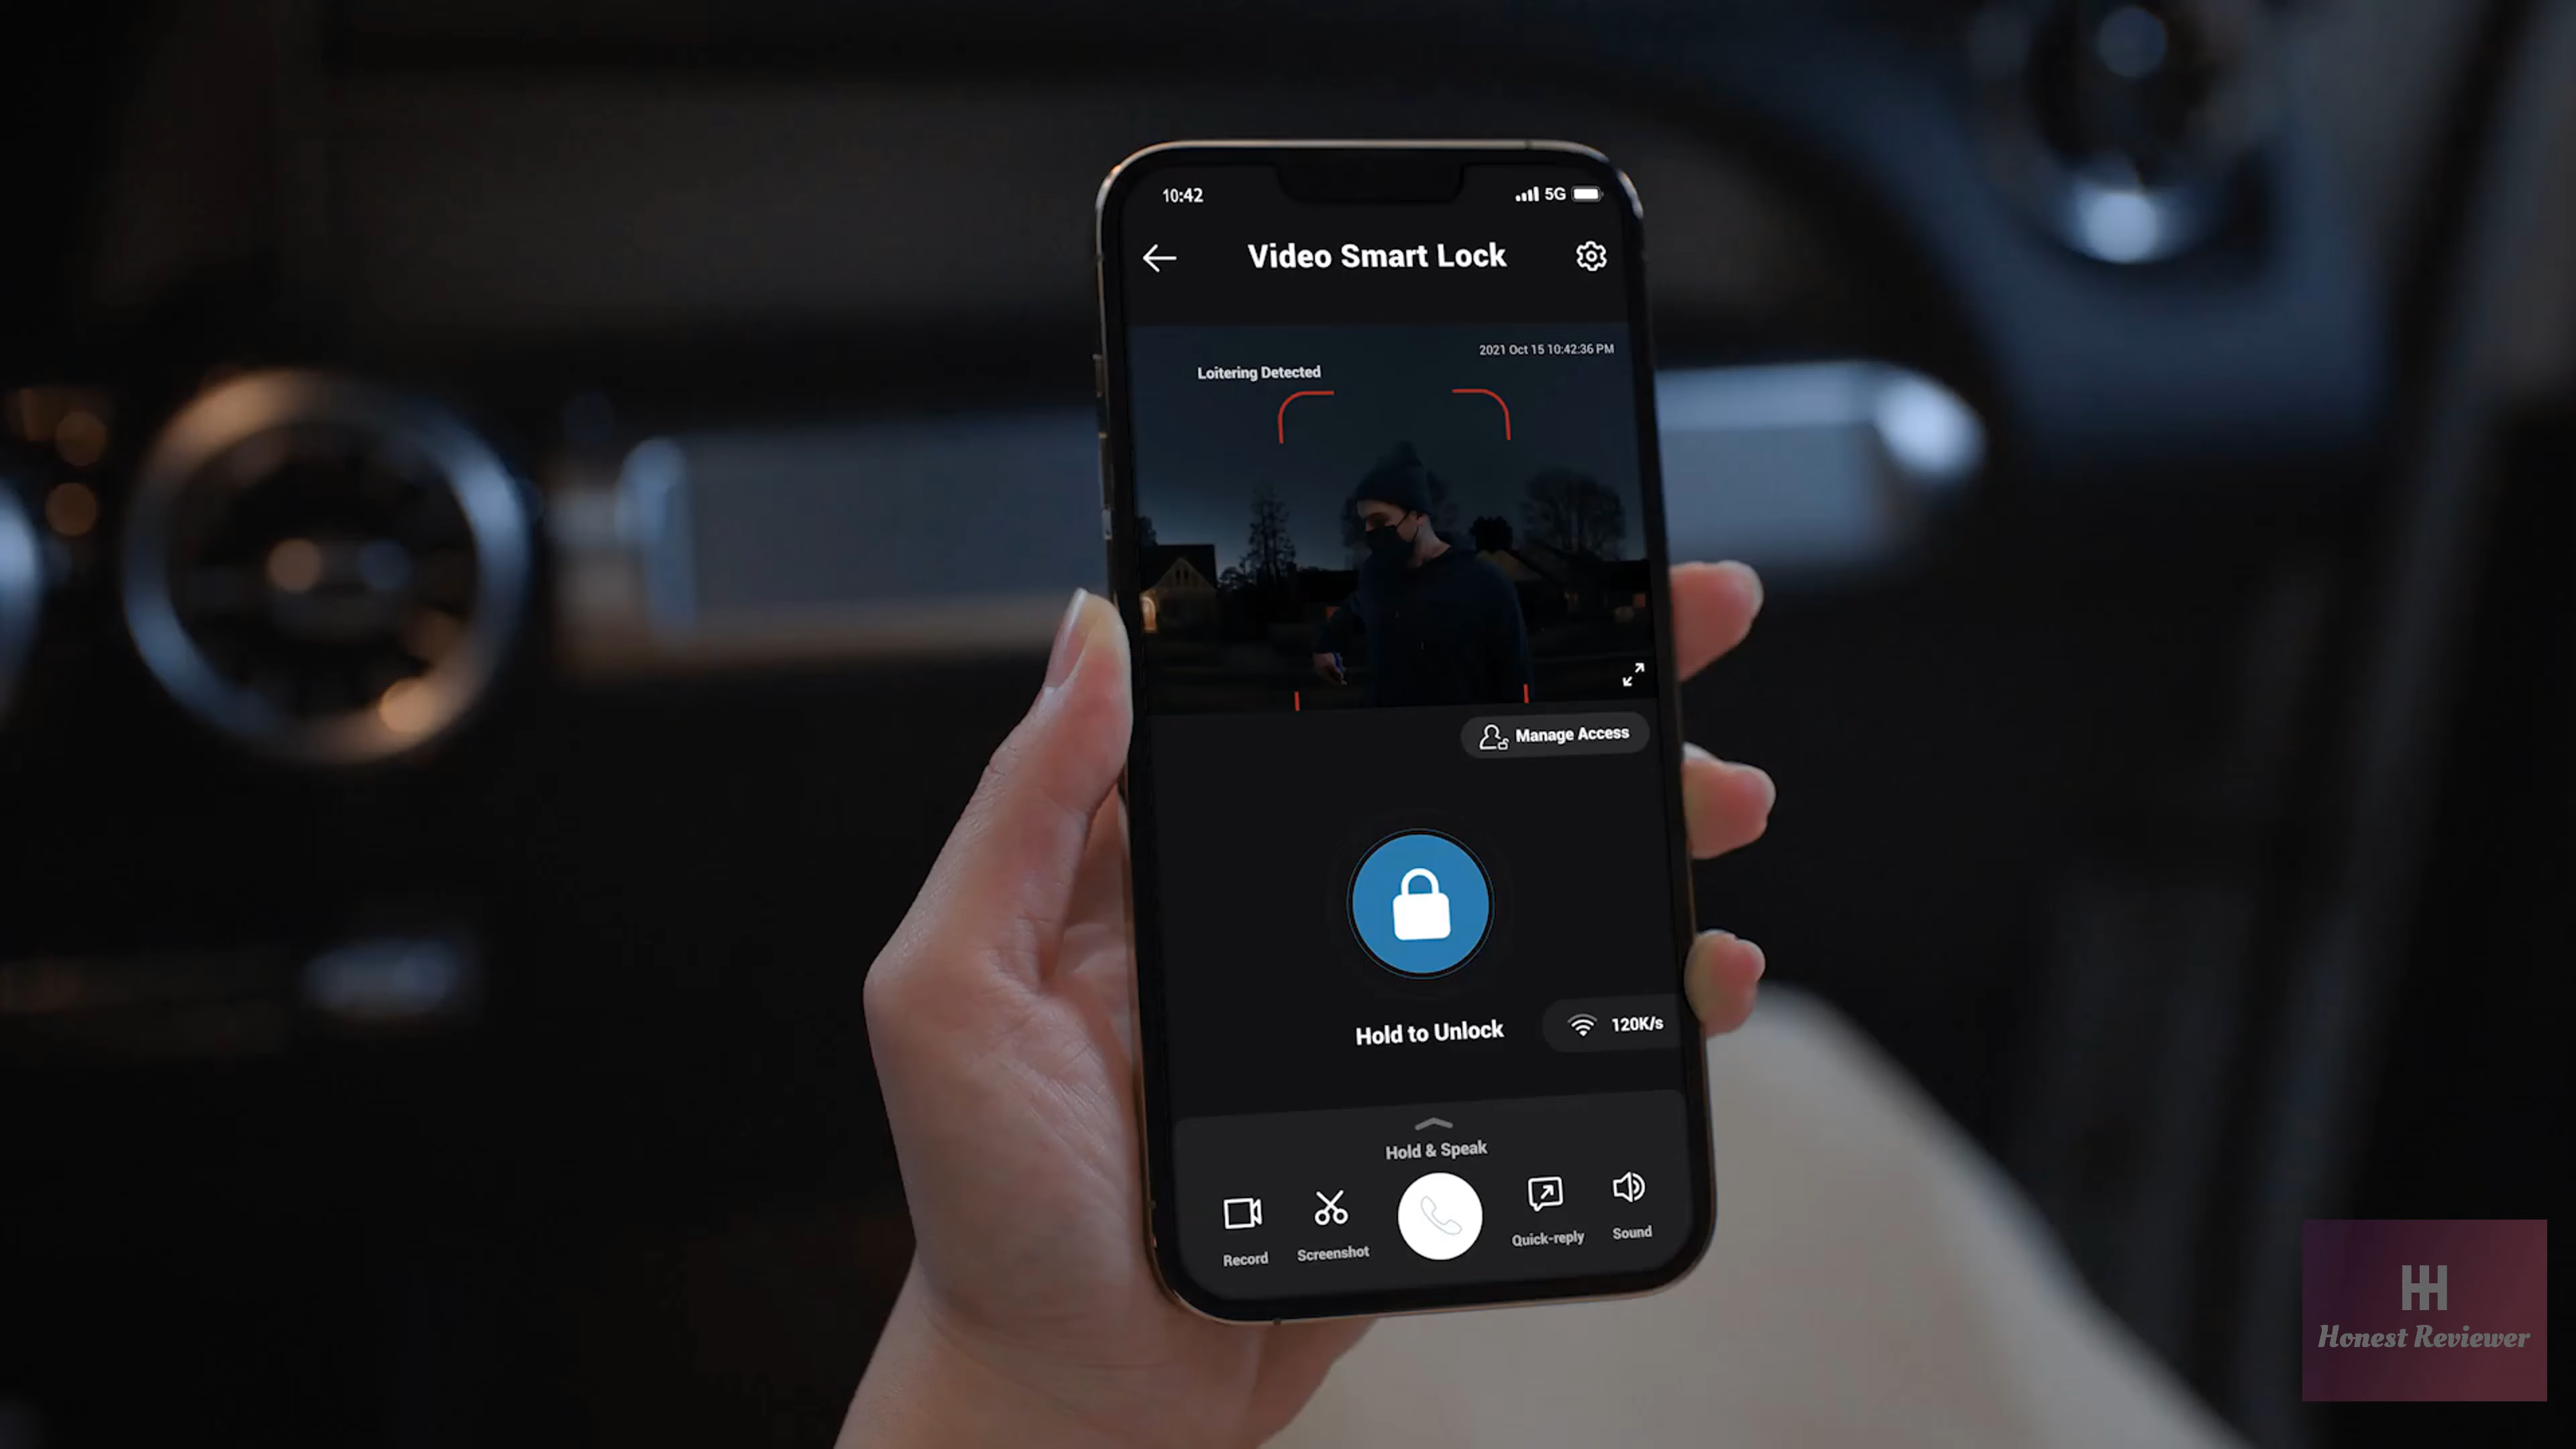 10:42
5G
Video Smart Lock
2021 Oct 15 10:42:36 PM
Loitering Detected
Manage Access
Hold to Unlock
120K/s
Hold & Speak
Record
Screenshot
Quick-reply
Sound
Honest Reviewer